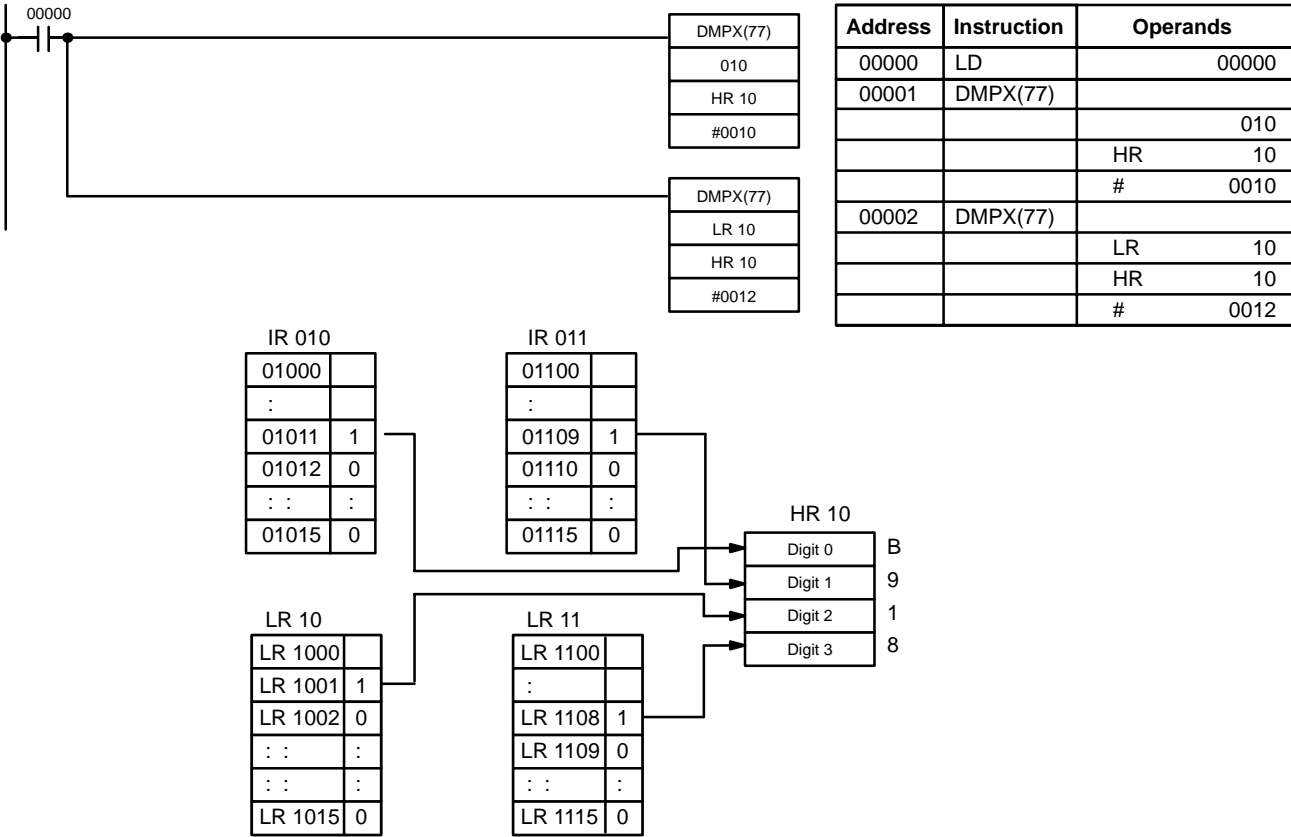 00000
DMPX(77)
010
HR 10
#0010
DMPX(77)
LR 10
HR 10
#0012
Address Instruction Operands
00000 LD 00000
00001 DMPX(77)
010
HR 10
# 0010
00002 DMPX(77)
LR 10
HR 10
# 0012
IR 010
01000
:
01011 1
01012 0
: : :
01015 0
IR 011
01100
:
01109 1
01110 0
: : :
01115 0
HR 10
Digit 0 B
Digit 1 9
Digit 2 1
Digit 3 8
LR 10
LR 1000
LR 1001 1
LR 1002 0
: : :
: : :
LR 1015 0
LR 11
LR 1100
:
LR 1108 1
LR 1109 0
: : :
LR 1115 0